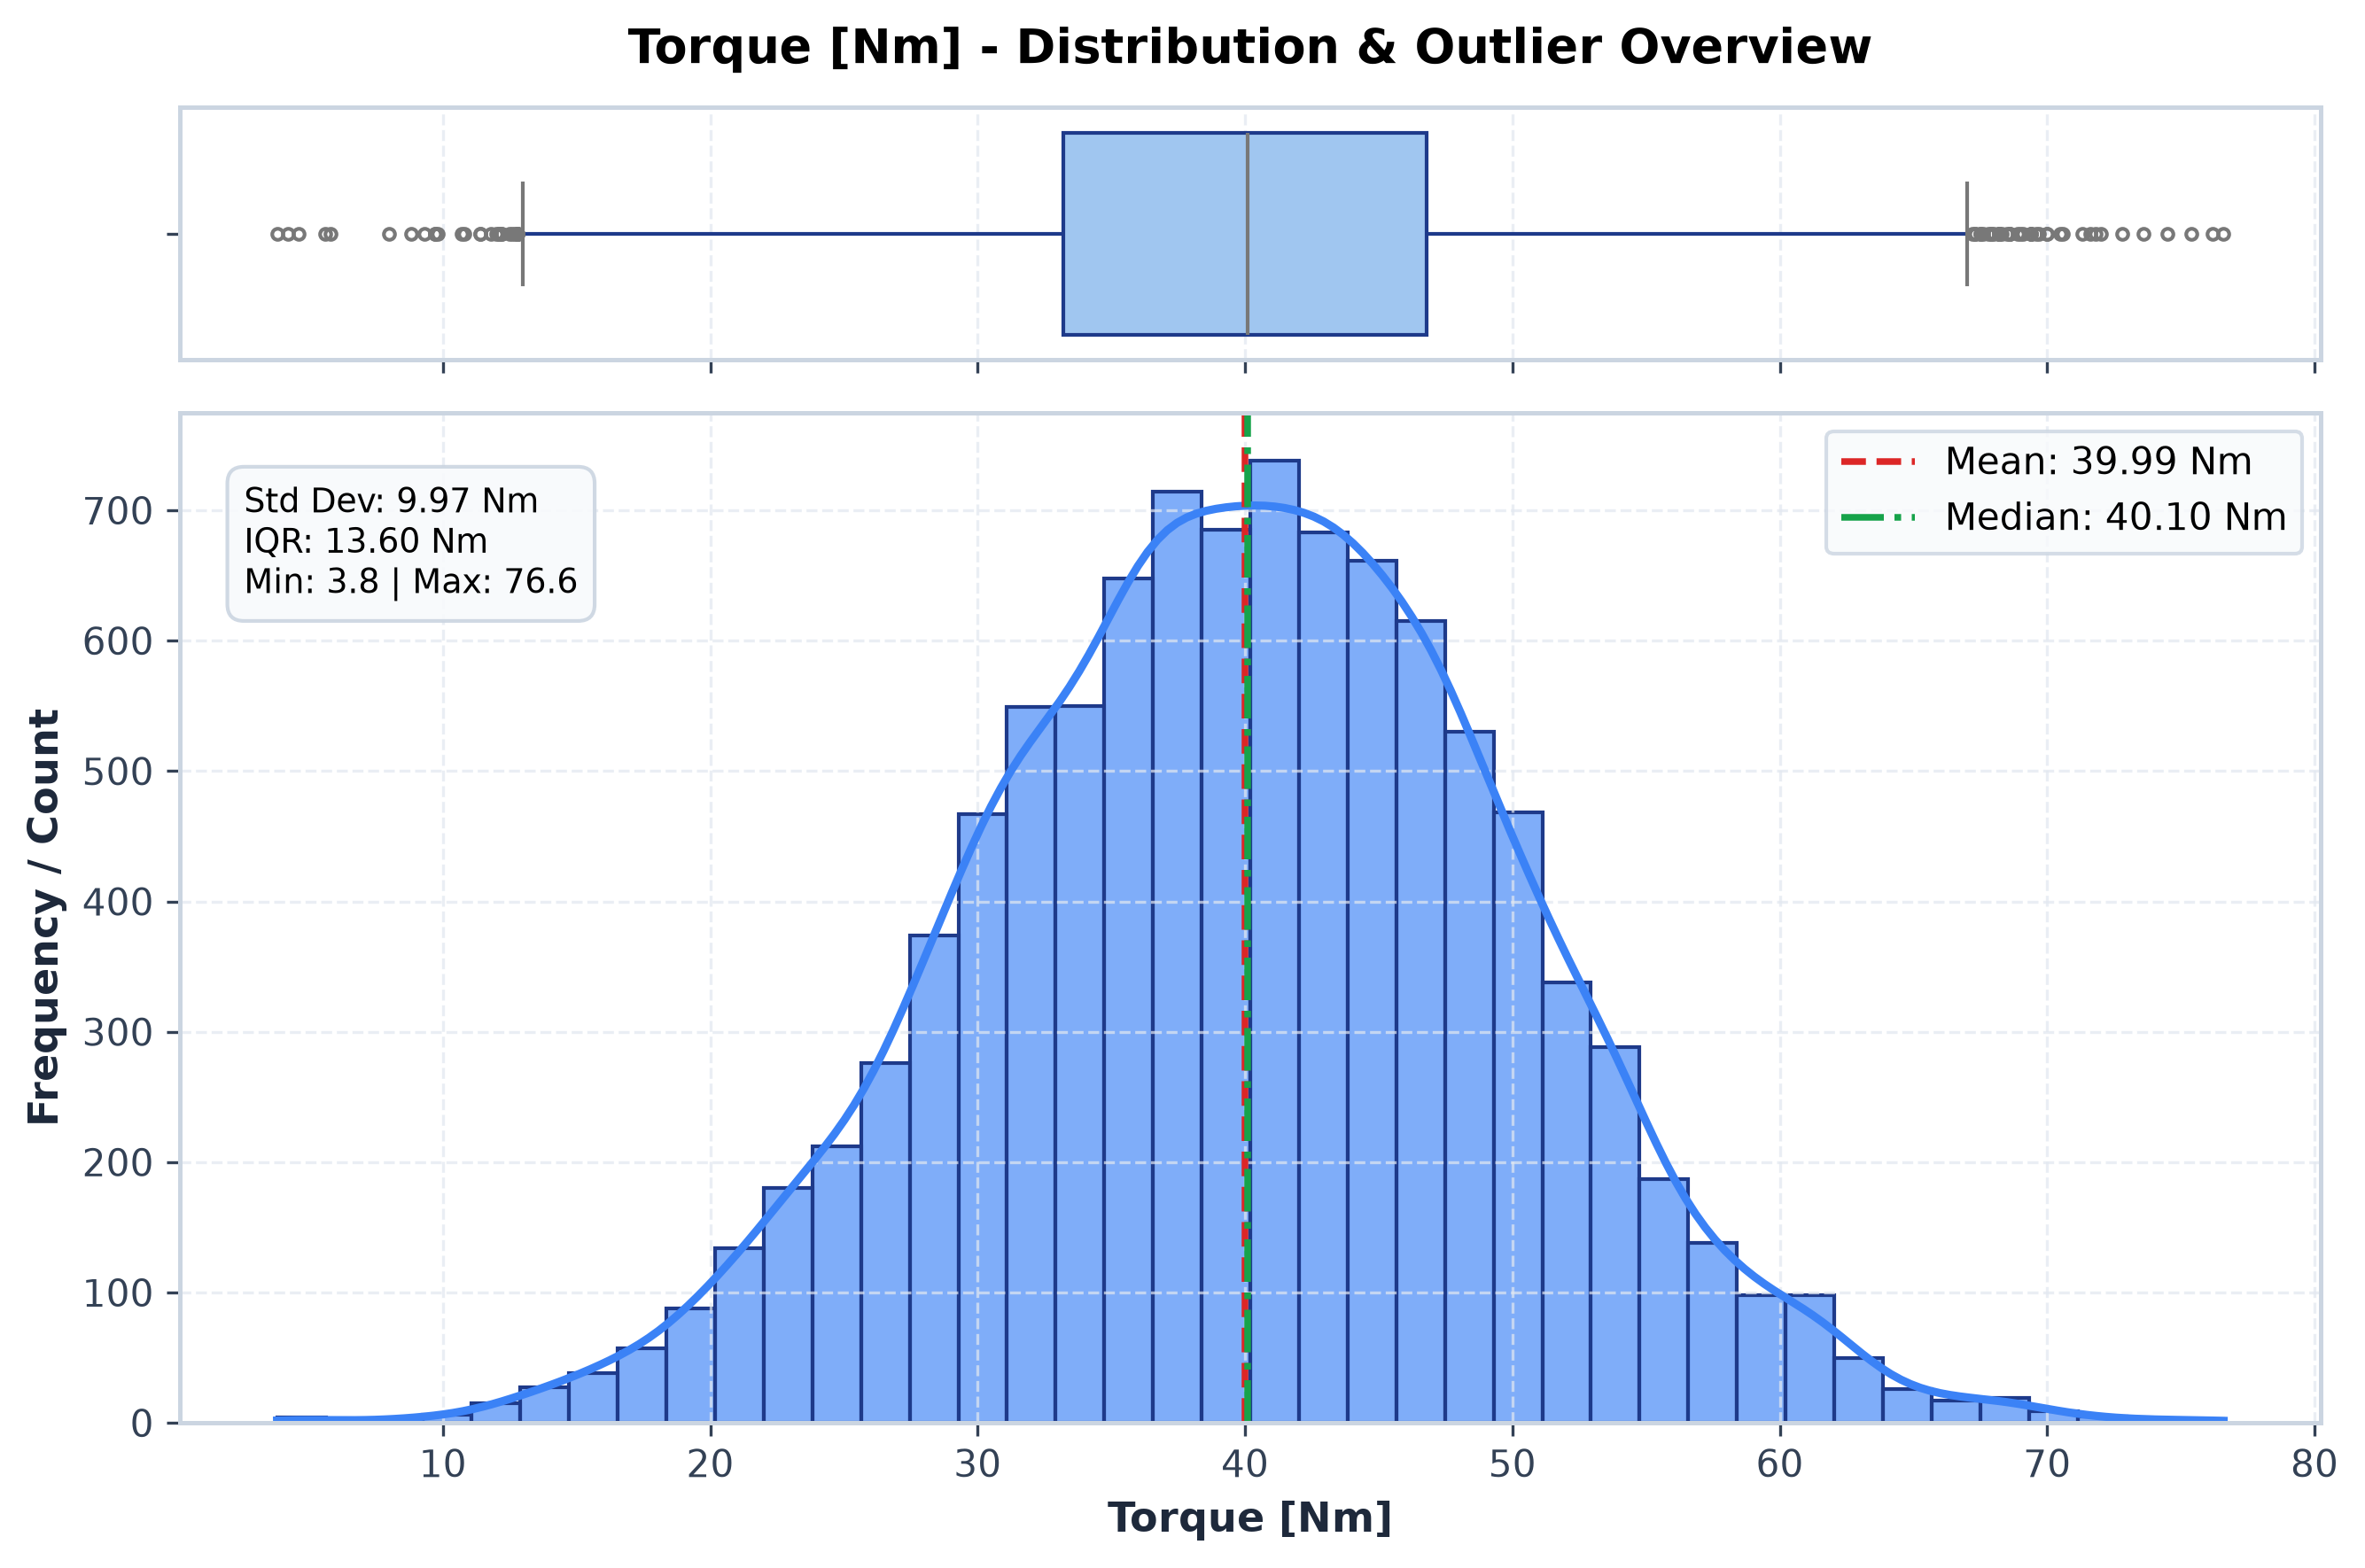 Torque [Nm] - Distribution & Outlier Overview
Std Dev: 9.97 Nm
IQR: 13.60 Nm
Min: 3.8 | Max: 76.6
Mean: 39.99 Nm
Median: 40.10 Nm
Frequency / Count
700
600
500
400
300
200
100
0
10 20 30 40 50 60 70 80
Torque [Nm]